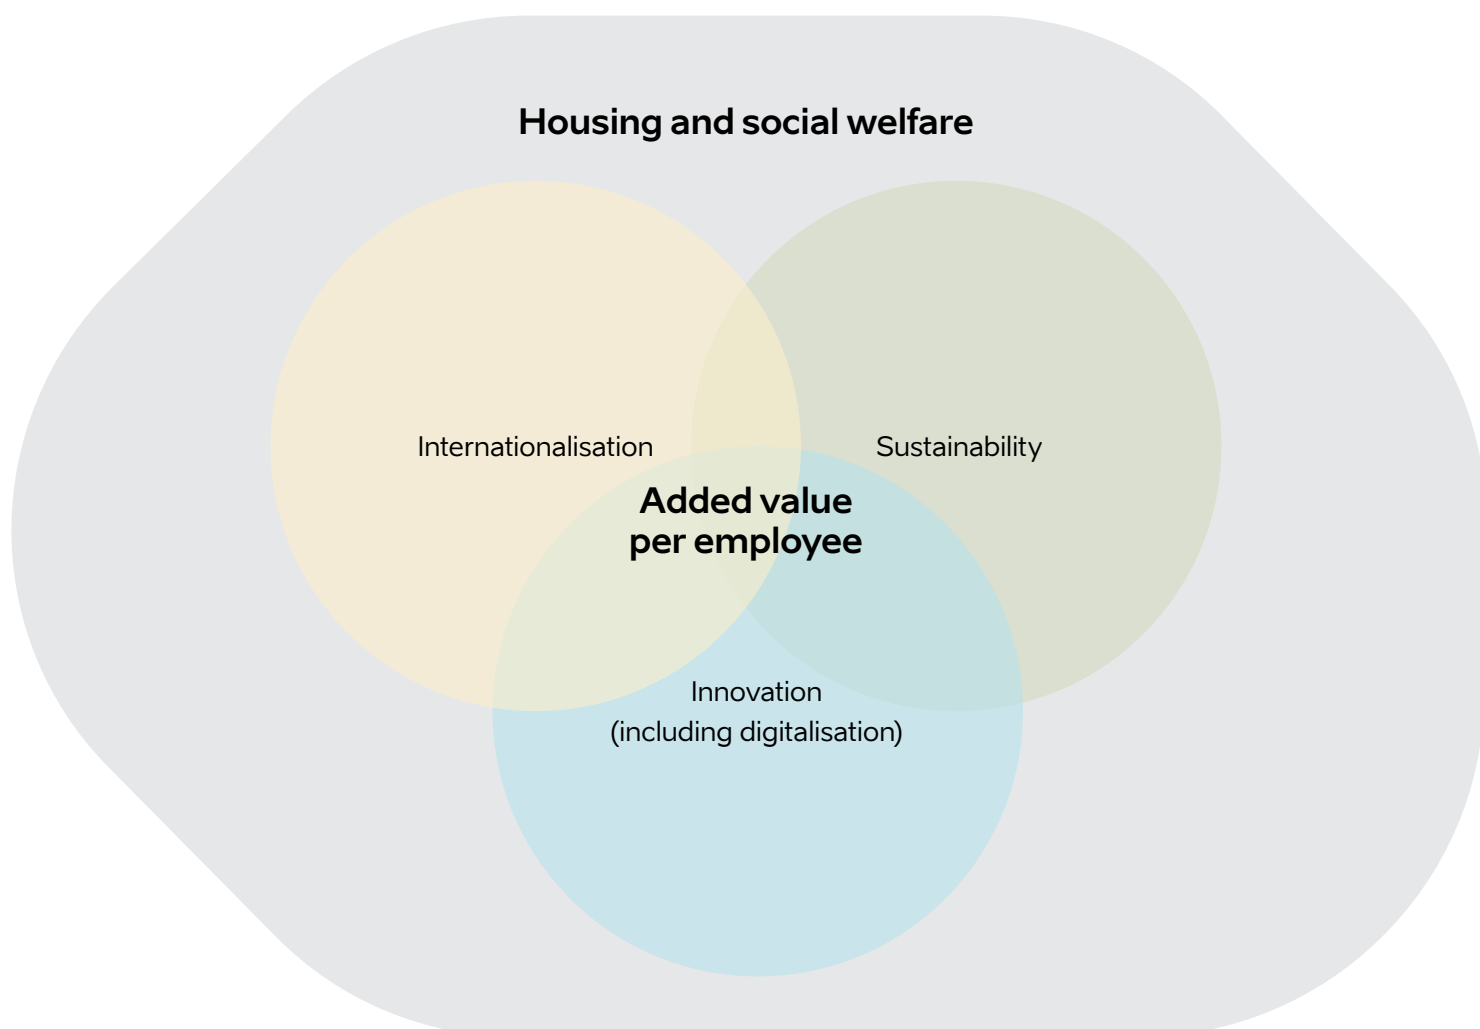 Housing and social welfare
Internationalisation
Sustainability
Added value
per employee
Innovation
(including digitalisation)